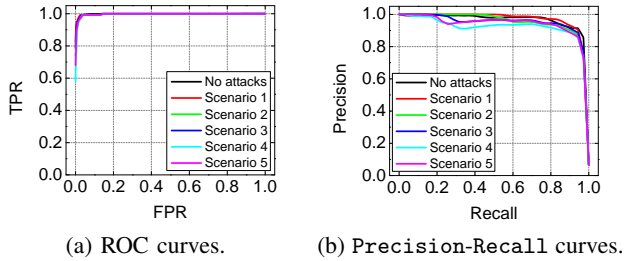 1.0
0.8
0.6
0.4
0.2
0.0
TPR
No attacks
Scenario 1
Scenario 2
Scenario 3
Scenario 4
Scenario 5
0.0 0.2 0.4 0.6 0.8 1.0
FPR
(a) ROC curves.
1.0
0.8
0.6
0.4
0.2
0.0
Precision
No attacks
Scenario 1
Scenario 2
Scenario 3
Scenario 4
Scenario 5
0.0 0.2 0.4 0.6 0.8 1.0
Recall
(b) Precision-Recall curves.